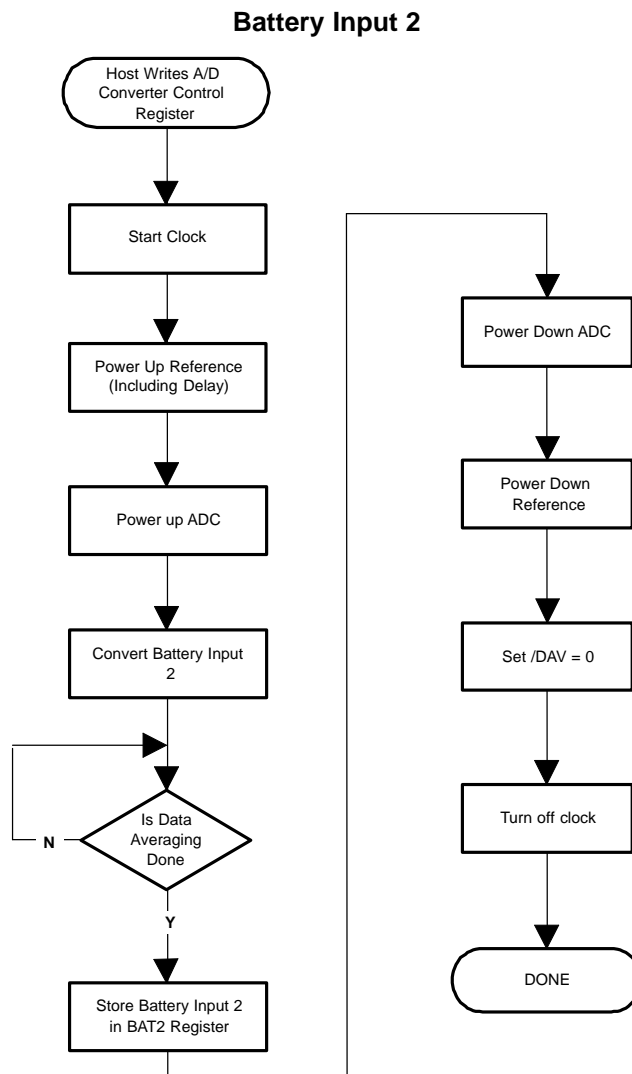 Battery Input 2
Host Writes A/D
Converter Control
Register
Start Clock
Power Up Reference
(Including Delay)
Power up ADC
Convert Battery Input
2
Is Data
Averaging
Done
N
Y
Store Battery Input 2
in BAT2 Register
Power Down ADC
Power Down
Reference
Set /DAV = 0
Turn off clock
DONE